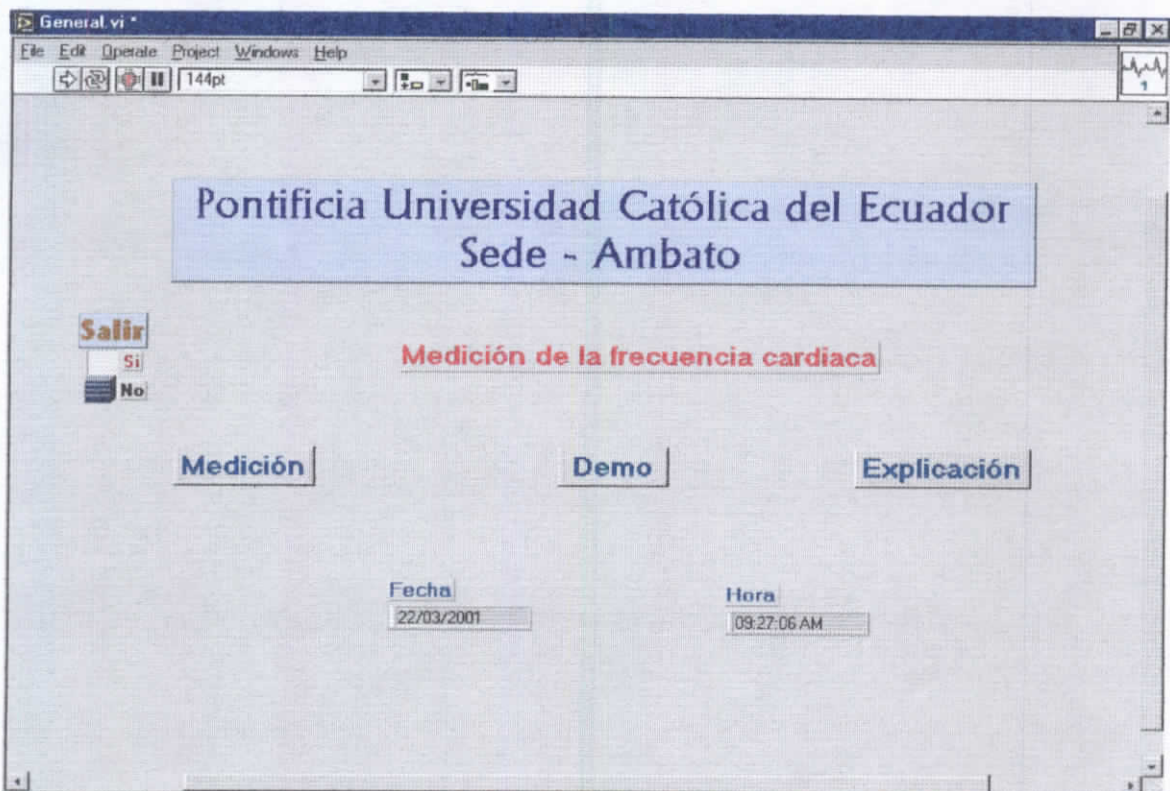 General.vi *
File Edit Operate Project Windows Help
144pt
1
Pontificia Universidad Católica del Ecuador
Sede - Ambato
Salir
Si
No
Medición de la frecuencia cardiaca
Medición
Demo
Explicación
Fecha
22/03/2001
Hora
09:27:06 AM